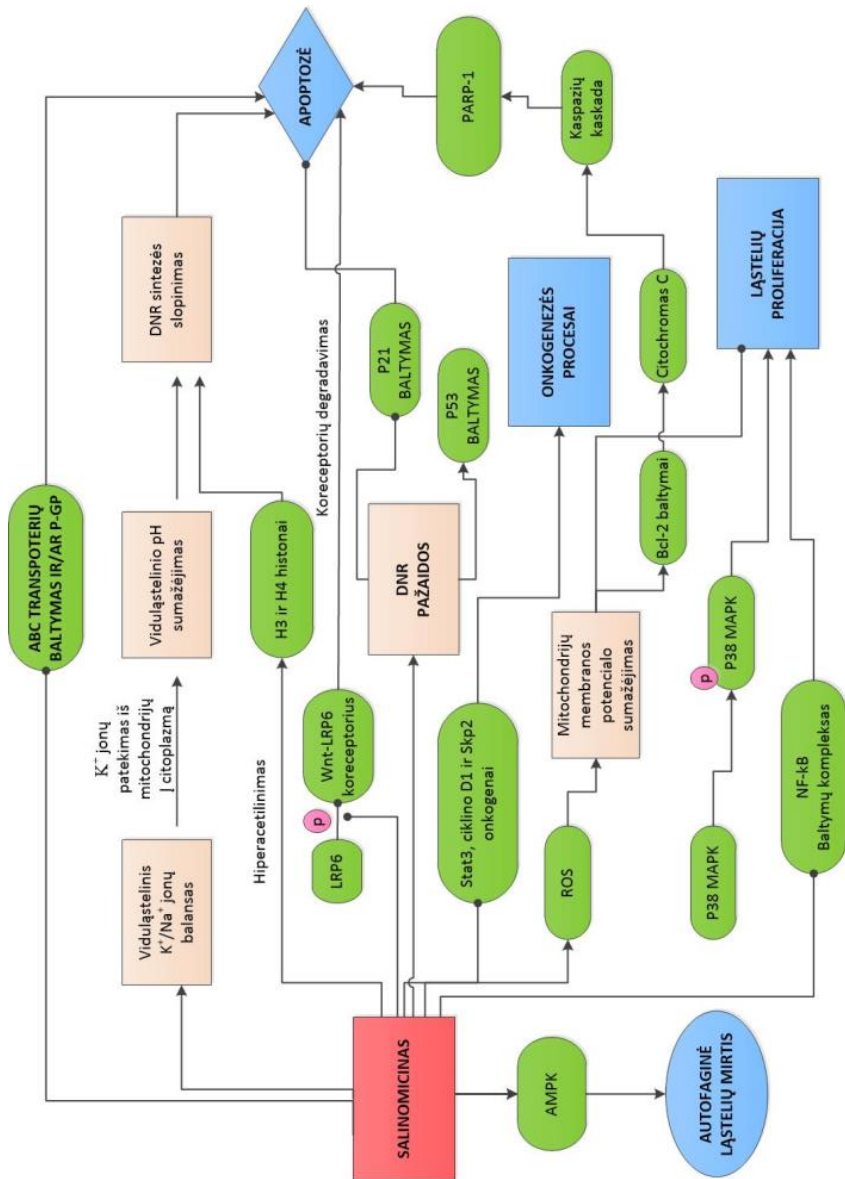 ABC TRANSPOTERIŲ
BALTYMAS IR/AR P-GP
K⁺ jonų
patekimas iš
mitochondrijų
Į citoplazmą
Viduląstelinis
K⁺/Na⁺ jonų
balansas
Viduląstelinio pH
sumažėjimas
DNR sintezės
slopinimas
APOPTOZĖ
Hiperacetilinimas
H3 ir H4 histonai
LRP6
p
Wnt-LRP6
koreceptorius
Koreceptorių degradavimas
PARP-1
SALINOMICINAS
DNR
PAŽAIDOS
P21
BALTYMAS
P53
BALTYMAS
Kaspazių
kaskada
Stat3, ciklino D1 ir Skp2
onkogenai
ONKOGENEZĖS
PROCESAI
ROS
Mitochondrijų
membranos
potencialo
sumažėjimas
Bcl-2 baltymai
Citochromas C
AMPK
P38 MAPK
p
P38 MAPK
LĄSTELIŲ
PROLIFERACIJA
AUTOFAGINĖ
LĄSTELIŲ MIRTIS
NF-kB
Baltymų kompleksas